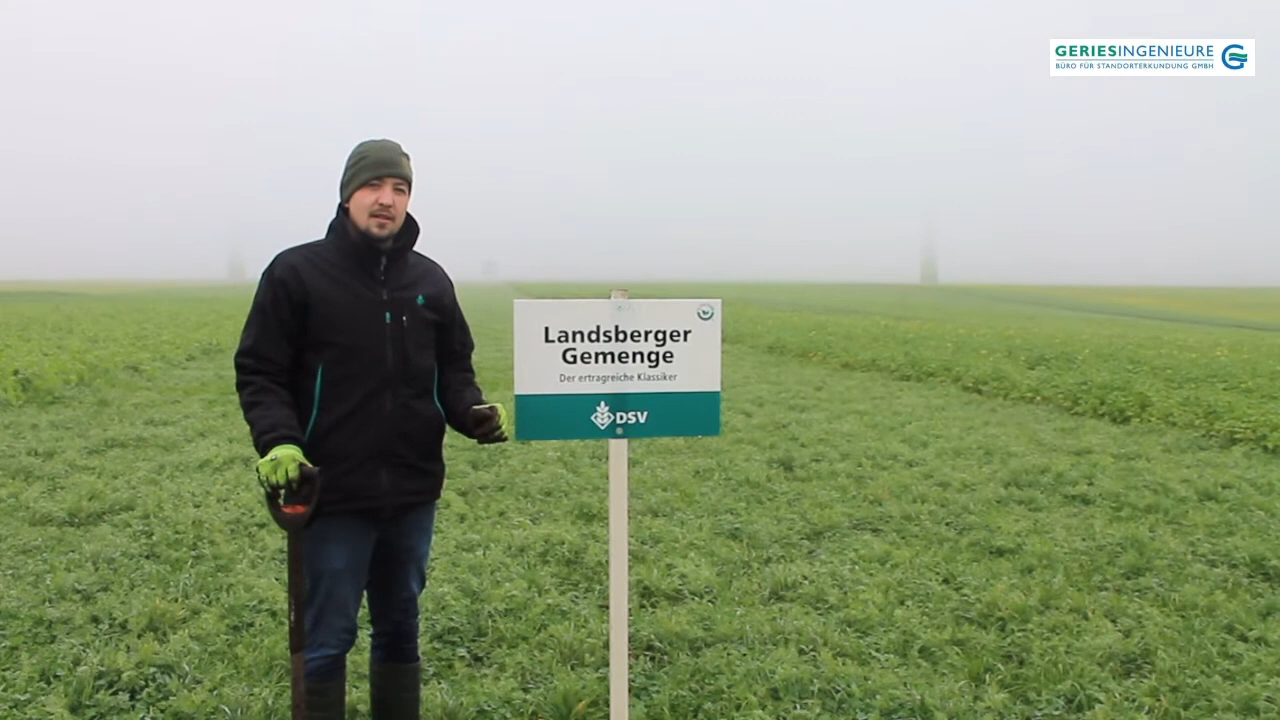 GERIESINGENIEURE
BÜRO FÜR STANDORTERKUNDUNG GMBH
Landsberger
Gemenge
Der ertragreiche Klassiker
DSV